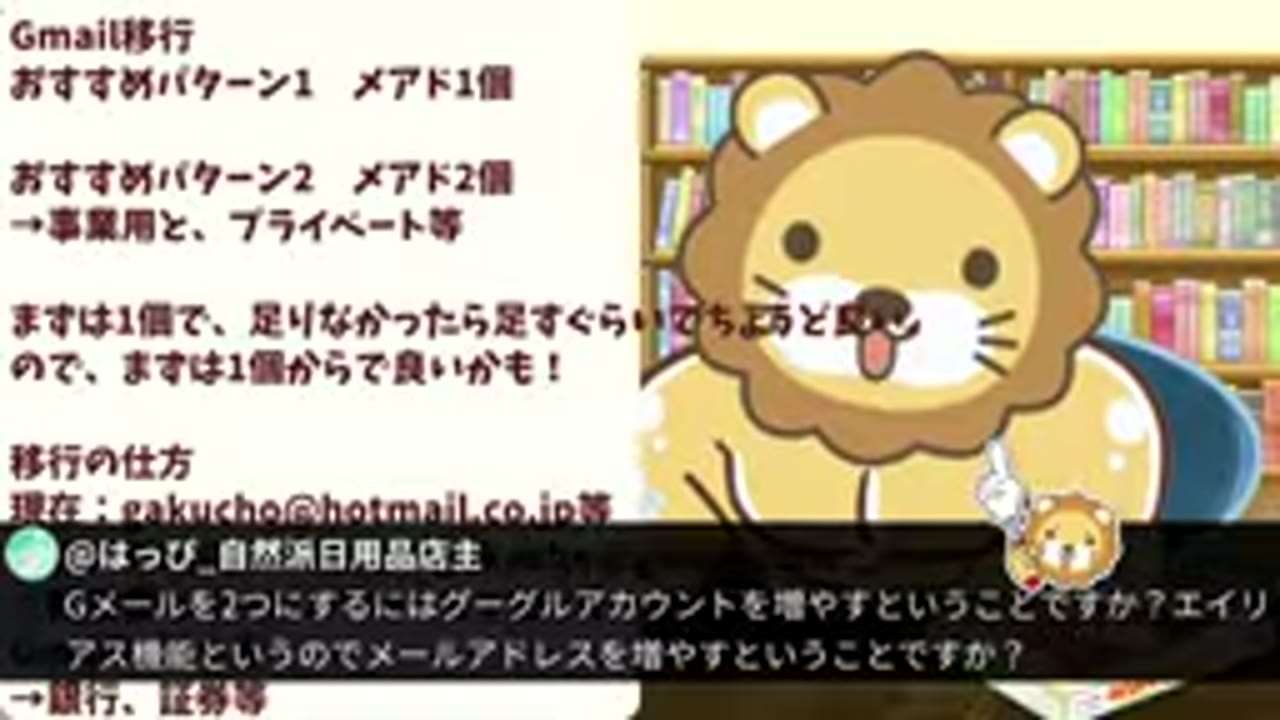 Gmail移行
おすすめパターン1　メアド1個
おすすめパターン2　メアド2個
→事業用と、プライベート等
まずは1個で、足りなかったら足すぐらいでちょうど良い
ので、まずは1個からで良いかも！
移行の仕方
現在：gakucho@hotmail.co.jp等
@はっぴ_自然派日用品店主
Gメールを2つにするにはグーグルアカウントを増やすということですか？エイリ
アス機能というのでメールアドレスを増やすということですか？
→銀行、証券等